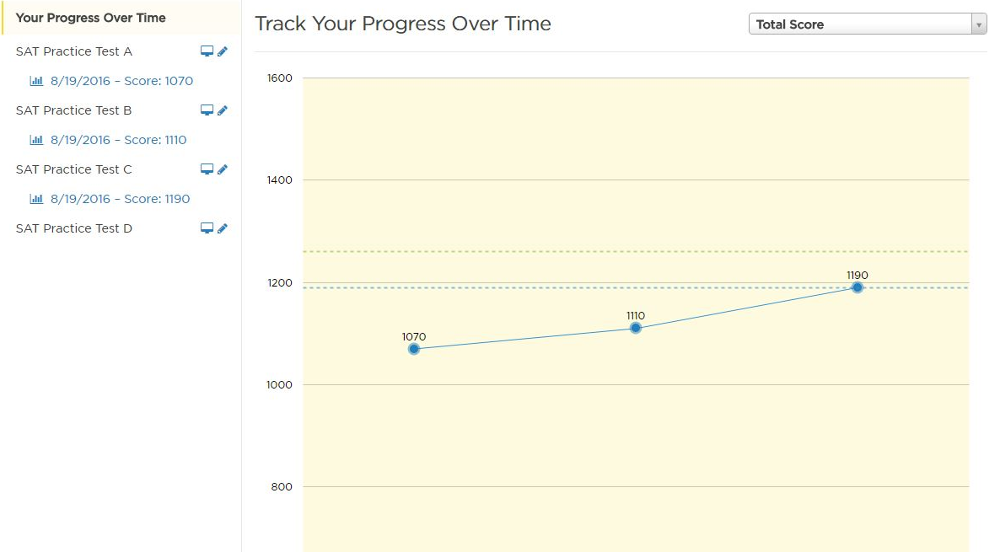 Your Progress Over Time
SAT Practice Test A
8/19/2016 – Score: 1070
SAT Practice Test B
8/19/2016 – Score: 1110
SAT Practice Test C
8/19/2016 – Score: 1190
SAT Practice Test D
Track Your Progress Over Time
Total Score
1600
1400
1200
1000
800
1070
1110
1190